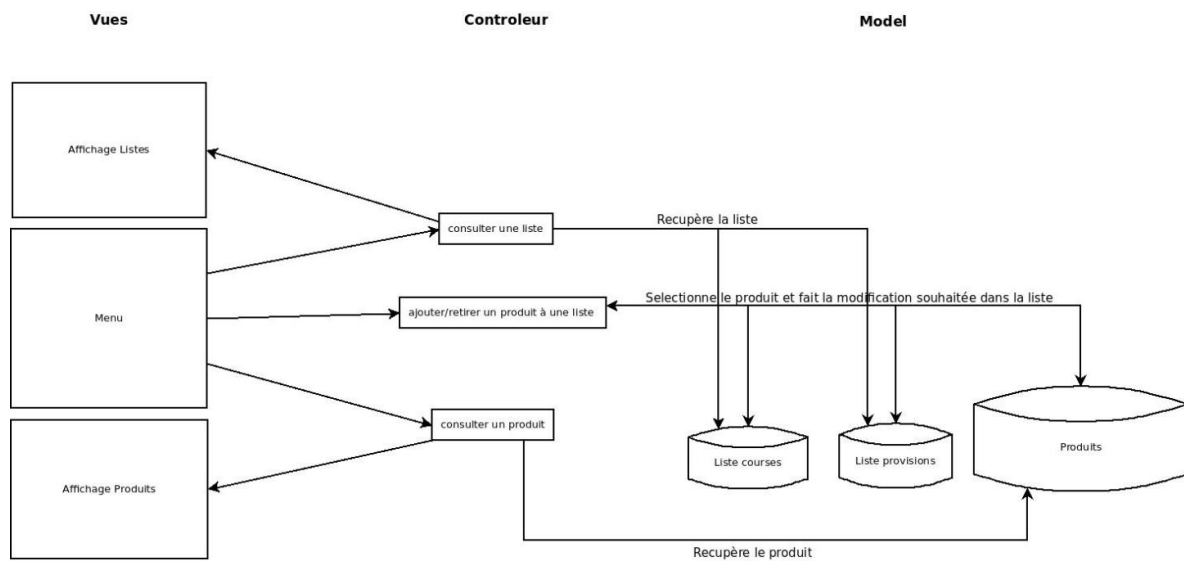 Vues
Controleur
Model
Affichage Listes
consulter une liste
Recupère la liste
Selectionne le produit et fait la modification souhaitée dans la liste
Menu
ajouter/retirer un produit à une liste
consulter un produit
Liste courses
Liste provisions
Produits
Affichage Produits
Recupère le produit